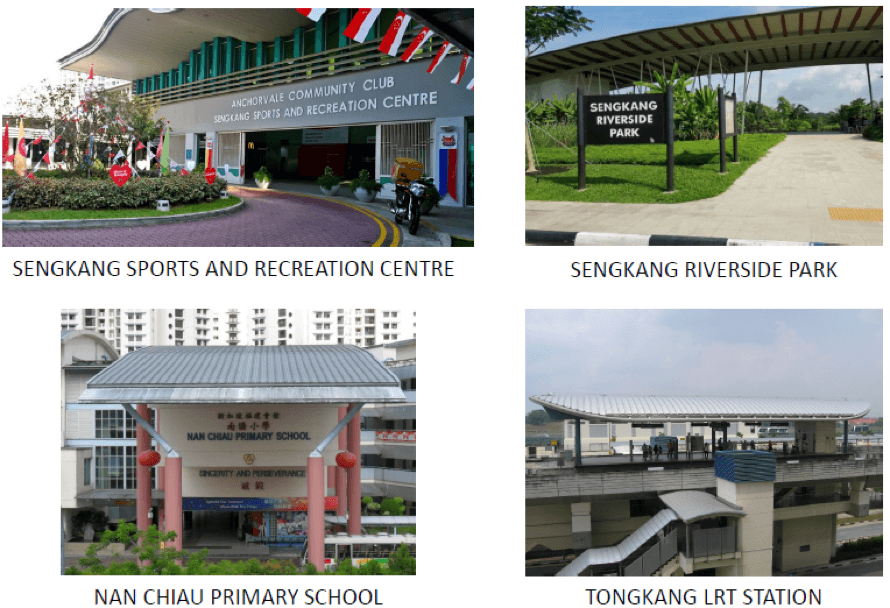 ANCHORVALE COMMUNITY CLUB
SENGKANG SPORTS AND RECREATION CENTRE
SENGKANG
RIVERSIDE
PARK
SENGKANG SPORTS AND RECREATION CENTRE
SENGKANG RIVERSIDE PARK
南僑小學
NAN CHIAU PRIMARY SCHOOL
SINCERITY AND PERSEVERANCE
誠毅
NAN CHIAU PRIMARY SCHOOL
TONGKANG LRT STATION